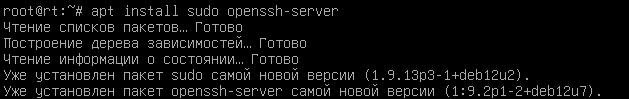 root@rt:~# apt install sudo openssh-server
Чтение списков пакетов… Готово
Построение дерева зависимостей… Готово
Чтение информации о состоянии… Готово
Уже установлен пакет sudo самой новой версии (1.9.13p3-1+deb12u2).
Уже установлен пакет openssh-server самой новой версии (1:9.2p1-2+deb12u7).